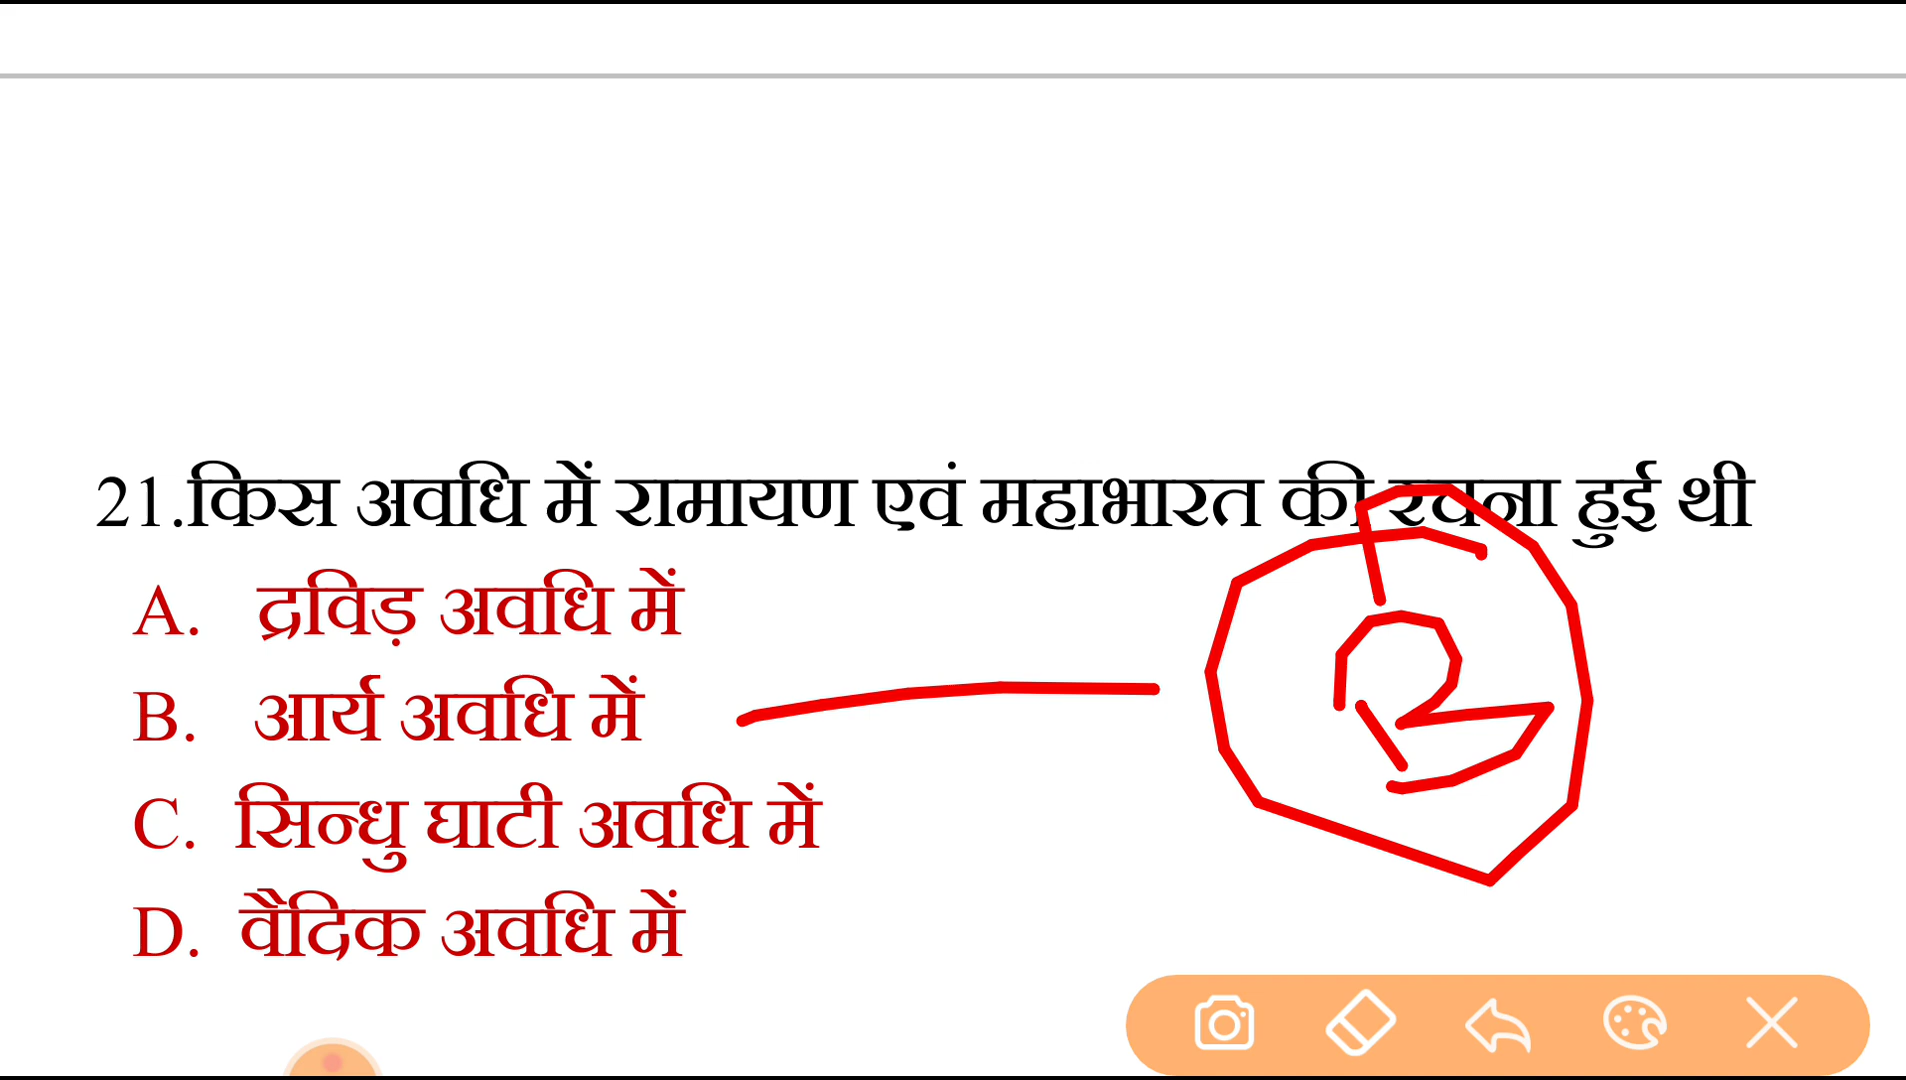 21.किस अवधि में रामायण एवं महाभारत की रचना हुई थी
A. द्रविड़ अवधि में
B. आर्य अवधि में
C. सिन्धु घाटी अवधि में
D. वैदिक अवधि में